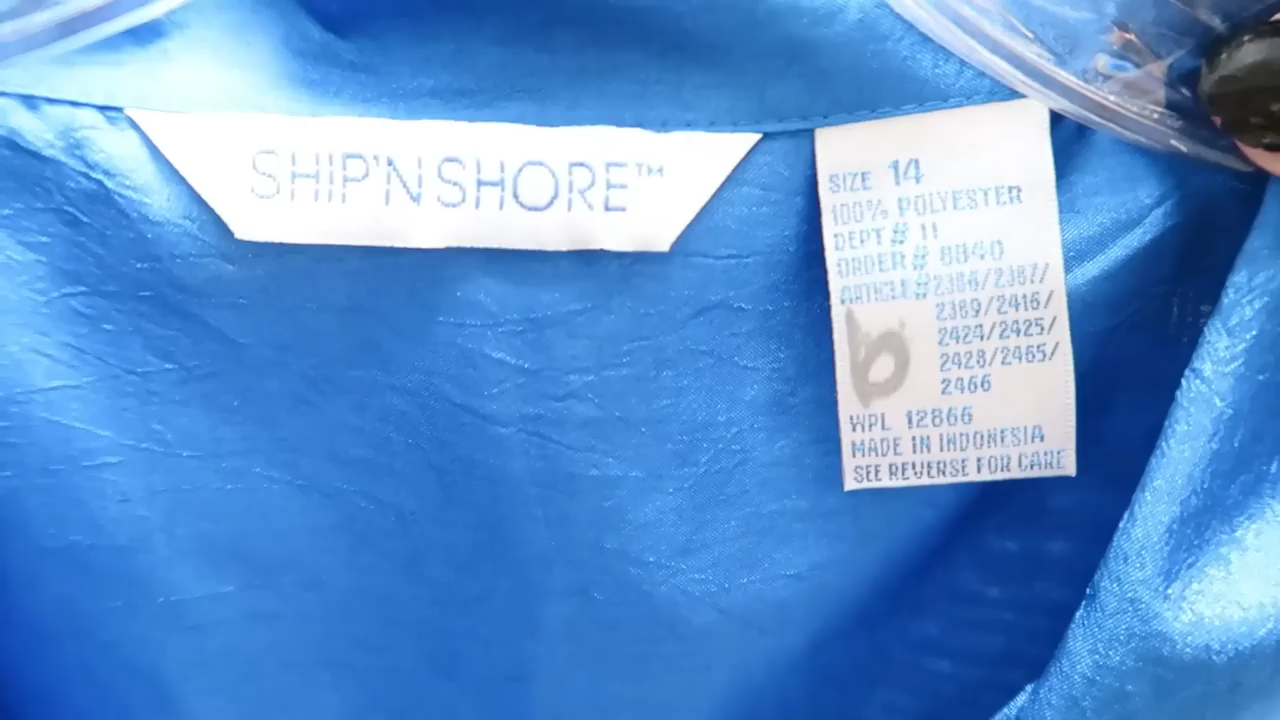 SHIP'N SHORE™
SIZE 14
100% POLYESTER
DEPT # 11
ORDER # 8840
ARTICLE# 2386/2387/
2389/2416/
2424/2425/
2428/2465/
2466
b
WPL 12866
MADE IN INDONESIA
SEE REVERSE FOR CARE